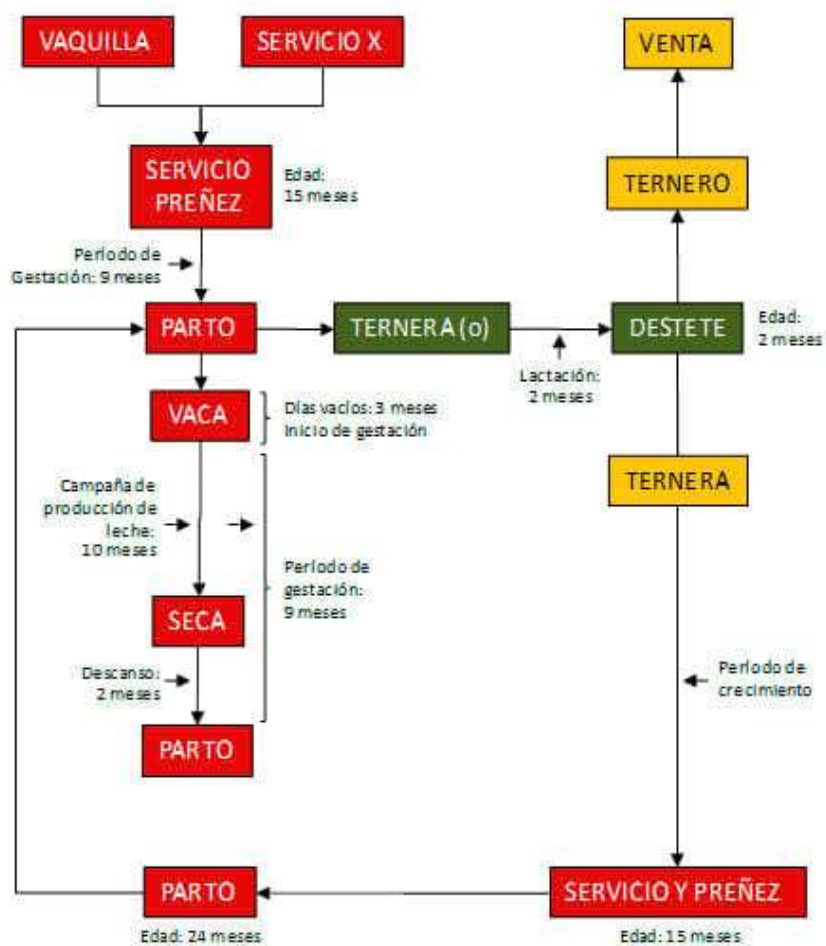 VAQUILLA
SERVICIO X
VENTA
SERVICIO
PREÑEZ
Edad:
15 meses
TERNERO
Período de
Gestación: 9 meses
PARTO
TERNERA (o)
DESTETE
Edad:
2 meses
Lactación:
2 meses
VACA
Días vacíos: 3 meses
Inicio de gestación
TERNERA
Campaña de
producción de
leche:
10 meses
Período de
gestación:
9 meses
SECA
Descanso:
2 meses
Período de
crecimiento
PARTO
PARTO
SERVICIO Y PREÑEZ
Edad: 24 meses
Edad: 15 meses